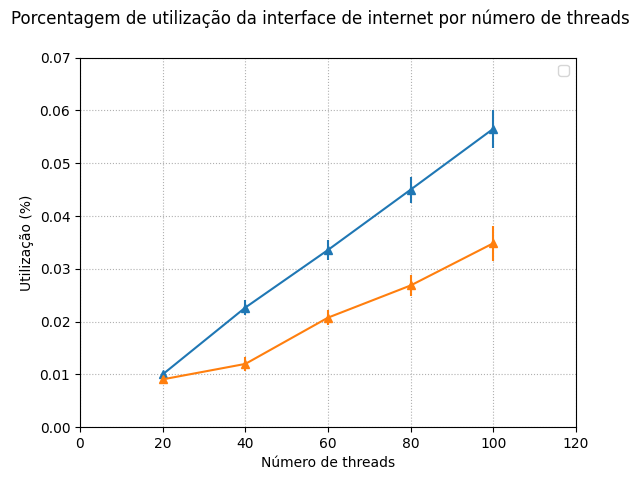 Porcentagem de utilização da interface de internet por número de threads
0.07
0.06
0.05
0.04
0.03
0.02
0.01
0.00
Utilização (%)
0 20 40 60 80 100 120
Número de threads